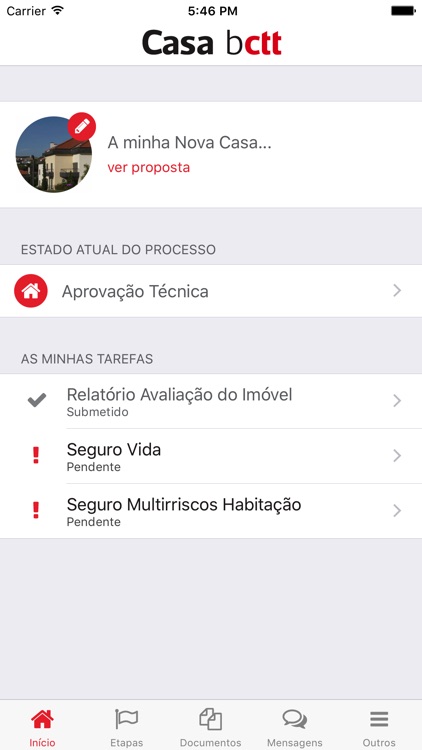 Carrier 5:46 PM
Casa bctt
A minha Nova Casa...
ver proposta
ESTADO ATUAL DO PROCESSO
Aprovação Técnica
AS MINHAS TAREFAS
Relatório Avaliação do Imóvel
Submetido
Seguro Vida
Pendente
Seguro Multirriscos Habitação
Pendente
Início Etapas Documentos Mensagens Outros